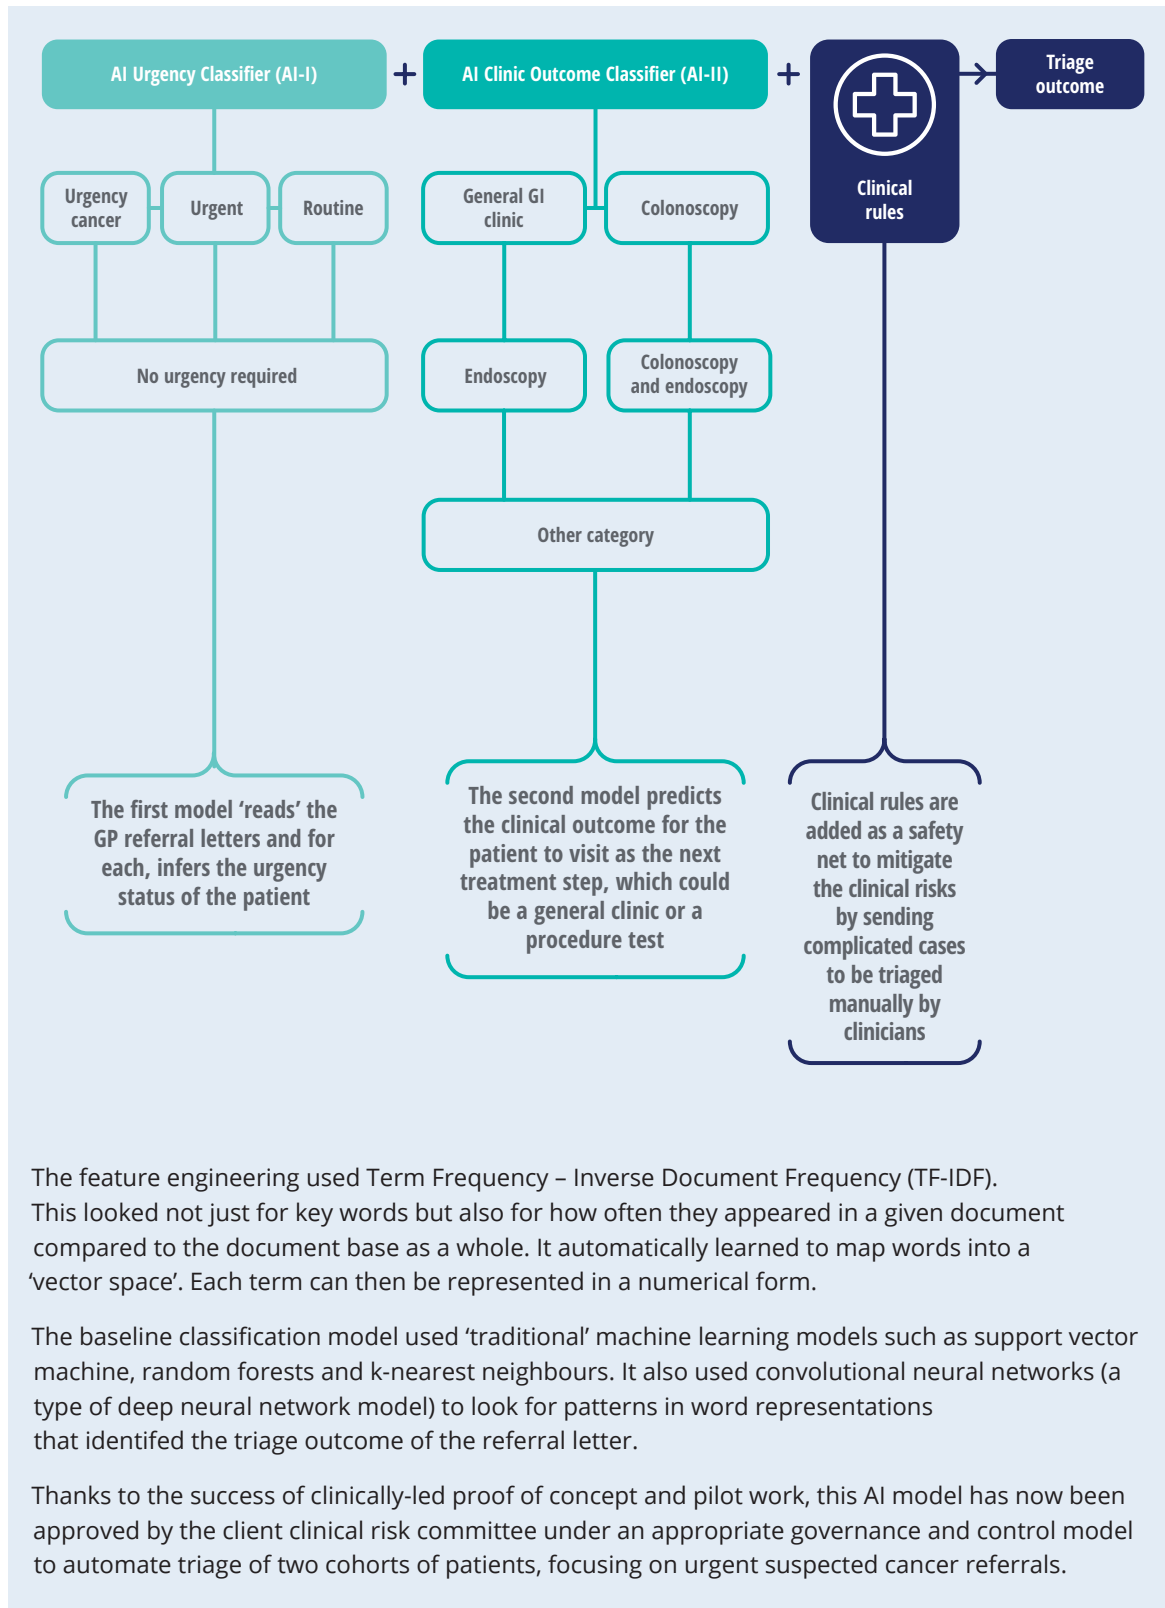 AI Urgency Classifier (AI-I)
+
AI Clinic Outcome Classifier (AI-II)
+
Clinical
rules
Triage
outcome
Urgency
cancer
Urgent
Routine
No urgency required
General GI
clinic
Colonoscopy
Endoscopy
Colonoscopy
and endoscopy
Other category
The first model ‘reads’ the
GP referral letters and for
each, infers the urgency
status of the patient
The second model predicts
the clinical outcome for the
patient to visit as the next
treatment step, which could
be a general clinic or a
procedure test
Clinical rules are
added as a safety
net to mitigate
the clinical risks
by sending
complicated cases
to be triaged
manually by
clinicians
The feature engineering used Term Frequency – Inverse Document Frequency (TF-IDF).
This looked not just for key words but also for how often they appeared in a given document
compared to the document base as a whole. It automatically learned to map words into a
‘vector space’. Each term can then be represented in a numerical form.
The baseline classification model used ‘traditional’ machine learning models such as support vector
machine, random forests and k-nearest neighbours. It also used convolutional neural networks (a
type of deep neural network model) to look for patterns in word representations
that identifed the triage outcome of the referral letter.
Thanks to the success of clinically-led proof of concept and pilot work, this AI model has now been
approved by the client clinical risk committee under an appropriate governance and control model
to automate triage of two cohorts of patients, focusing on urgent suspected cancer referrals.